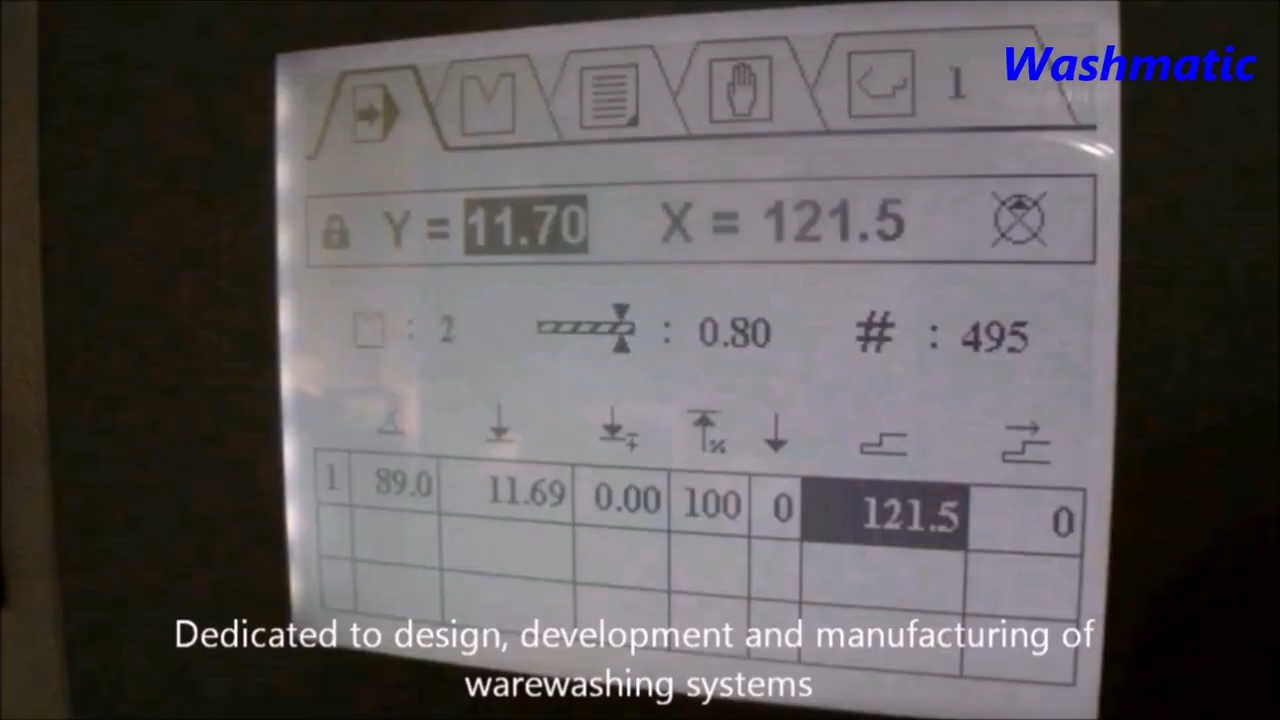 Washmatic
1
Y = 11.70 X = 121.5
: 2 : 0.80 # : 495
%
1 89.0 11.69 0.00 100 0 121.5 0
Dedicated to design, development and manufacturing of
warewashing systems